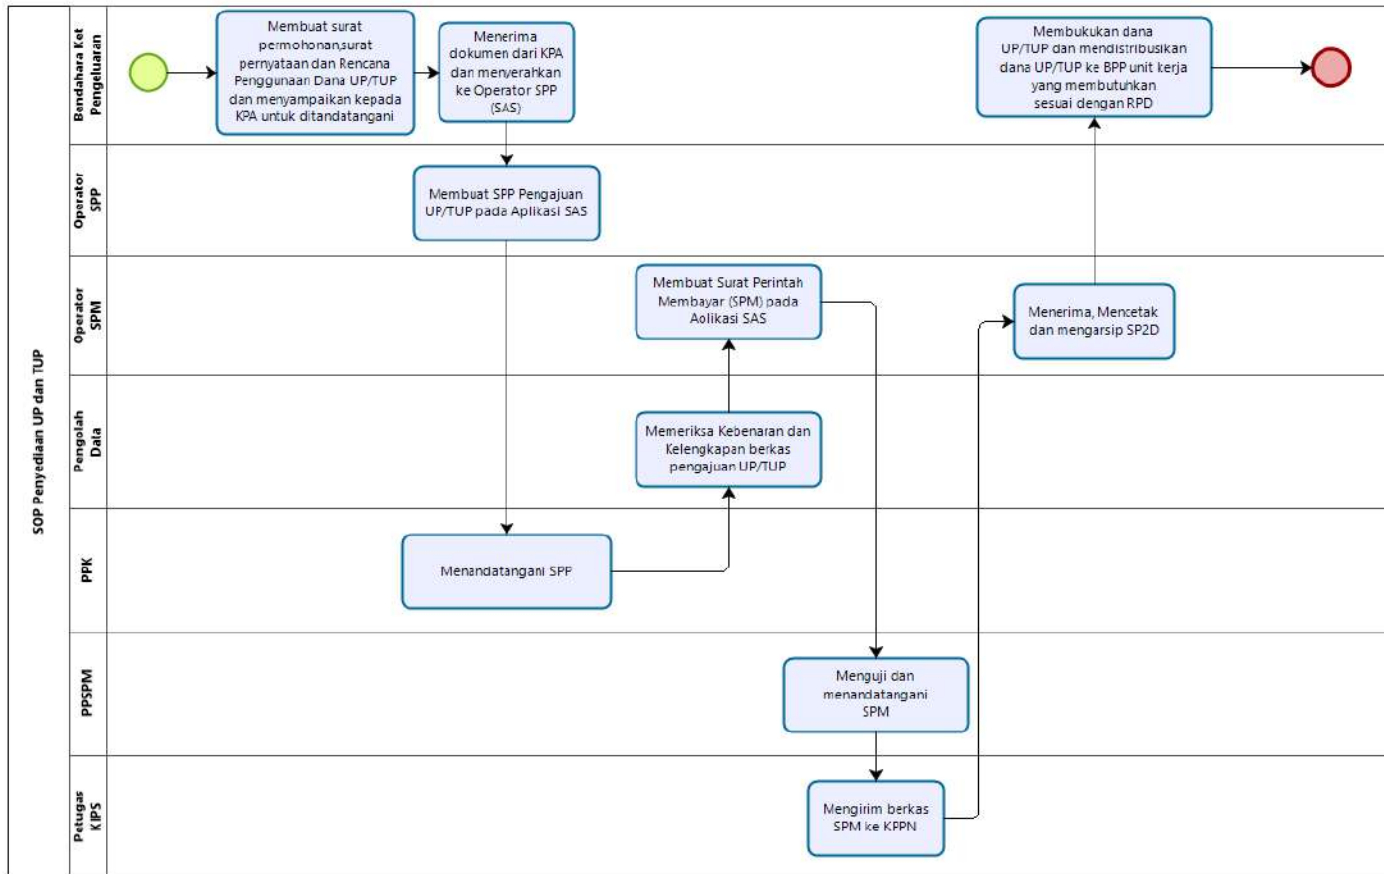 SOP Penyediaan UP dan TUP
Bendahara Ket
Pengeluaran
Membuat surat
permohonan,surat
pernyataan dan Rencana
Penggunaan Dana UP/TUP
dan menyampaikan kepada
KPA untuk ditandatangani
Menerima
dokumen dari KPA
dan menyerahkan
ke Operator SPP
(SAS)
Membukukan dana
UP/TUP dan mendistribusikan
dana UP/TUP ke BPP unit kerja
yang membutuhkan
sesuai dengan RPD
Operator
SPP
Membuat SPP Pengajuan
UP/TUP pada Aplikasi SAS
Operator
SPM
Membuat Surat Perintah
Membayar (SPM) pada
Aolikasi SAS
Menerima, Mencetak
dan mengarsip SP2D
Pengolah
Data
Memeriksa Kebenaran dan
Kelengkapan berkas
pengajuan UP/TUP
PPK
Menandatangani SPP
PPSPM
Menguji dan
menandatangani
SPM
Petugas
KIPS
Mengirim berkas
SPM ke KPPN